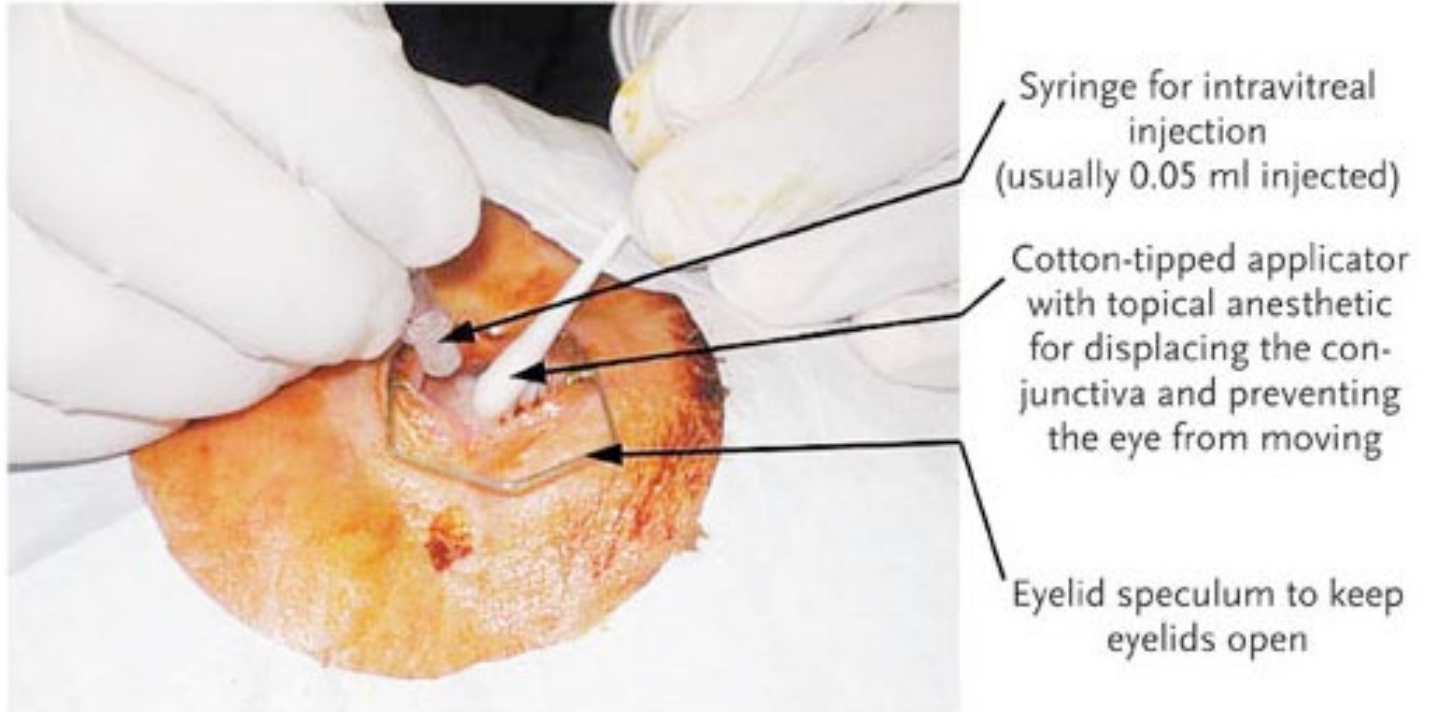 Syringe for intravitreal
injection
(usually 0.05 ml injected)
Cotton-tipped applicator
with topical anesthetic
for displacing the con-
junctiva and preventing
the eye from moving
Eyelid speculum to keep
eyelids open